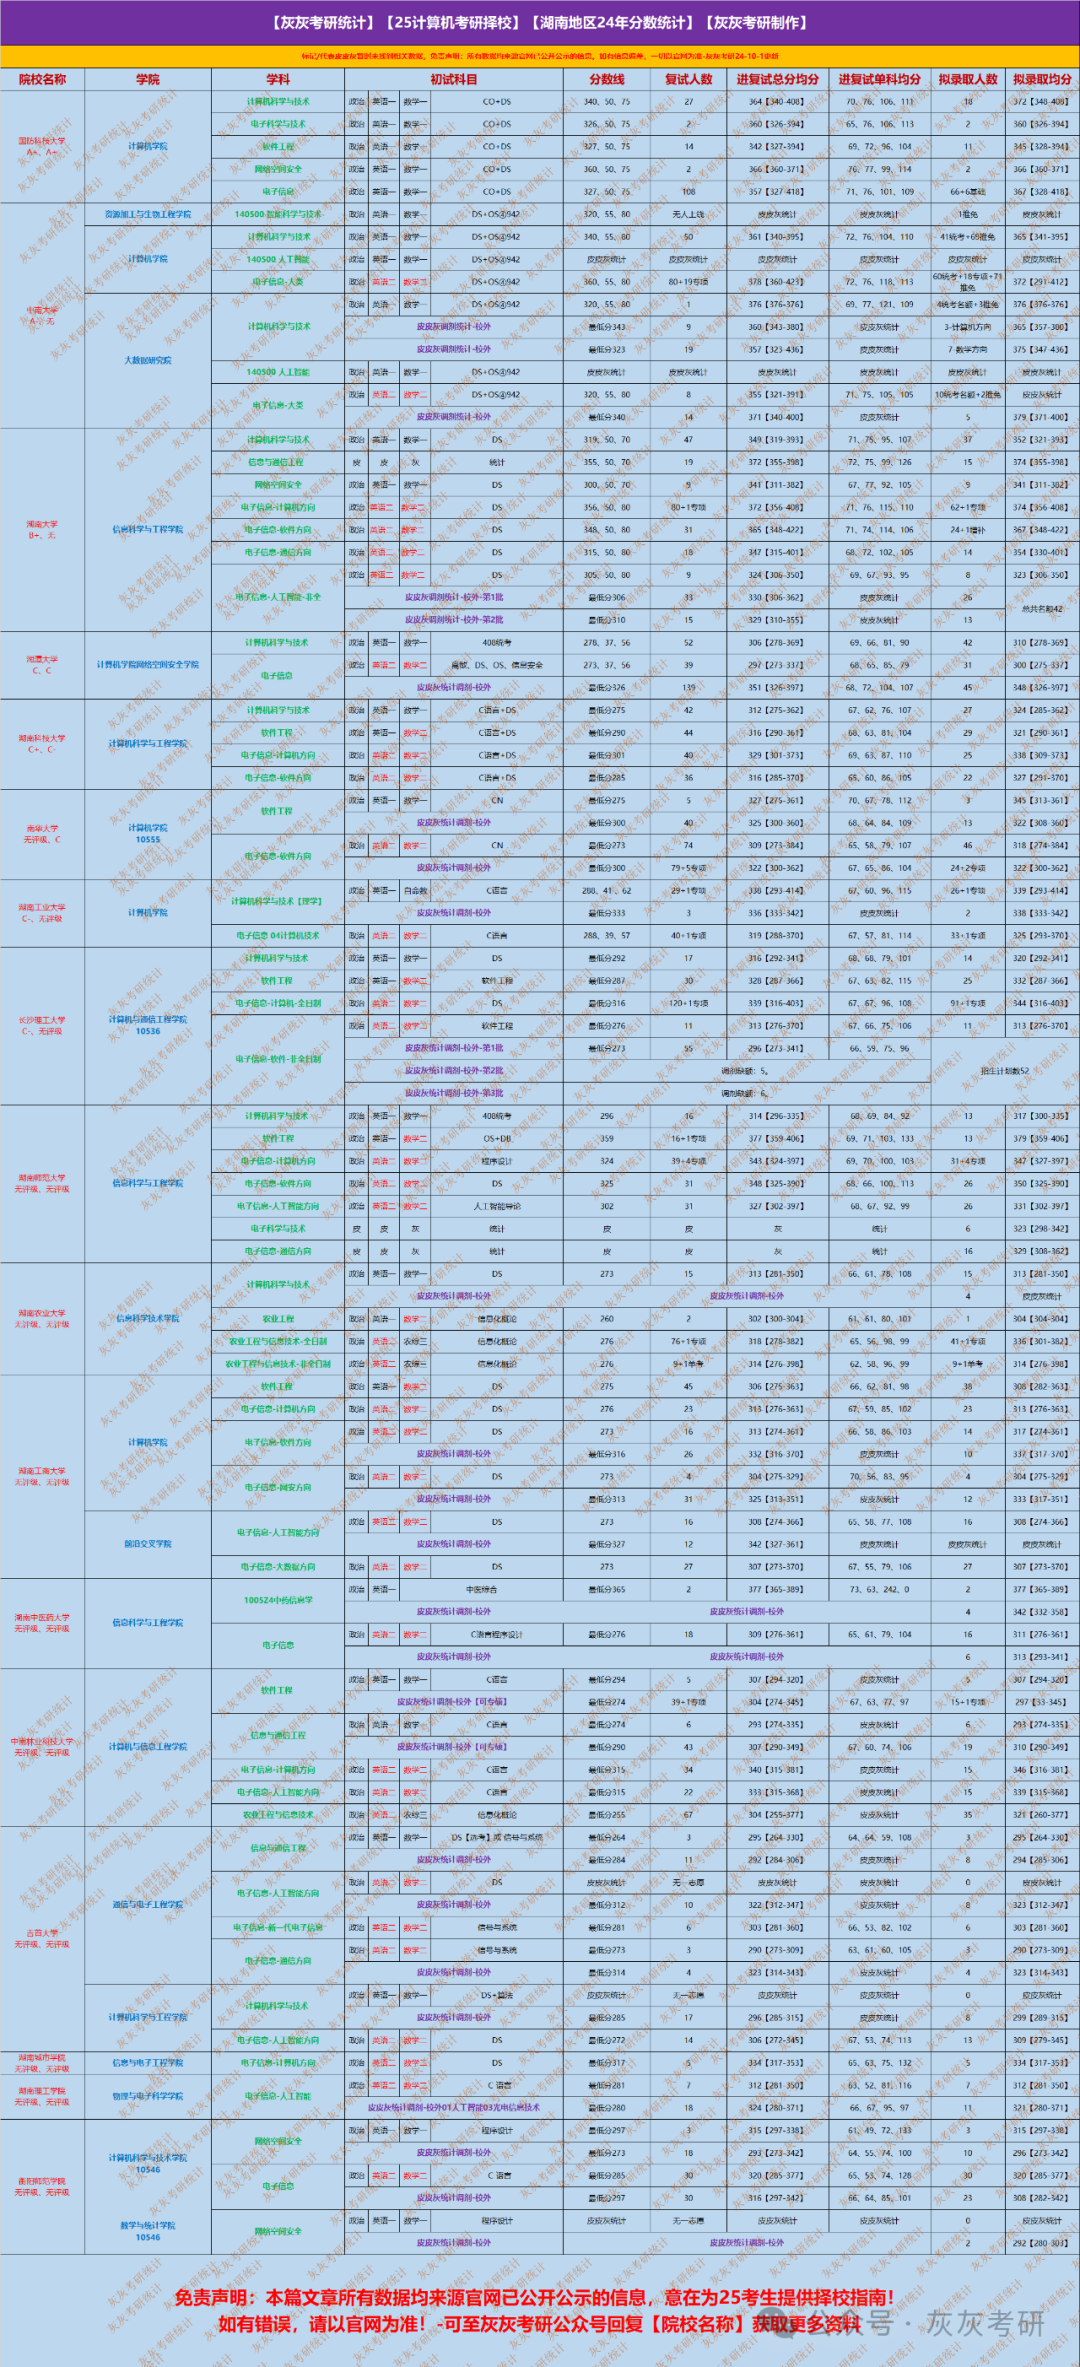 【灰灰考研统计】【25计算机考研择校】【湖南地区24年分数统计】【灰灰考研制作】
院校名称 学院 学科 初试科目 分数线 复试人数 进复试总分均分 进复试单科均分 拟录取人数 拟录取均分
国防科技大学 A+、A+ 计算机学院
计算机科学与技术 政治 英语一 数学一 CO+DS 340、50、75 27 364【340-408】 70、76、106、111 18 372【348-408】
电子科学与技术 政治 英语一 数学一 CO+DS 326、50、75 2 360【326-394】 65、76、106、113 2 360【326-394】
软件工程 政治 英语一 数学一 CO+DS 327、50、75 14 342【327-394】 69、72、96、104 11 345【328-394】
网络空间安全 政治 英语一 数学一 CO+DS 360、50、75 2 366【360-371】 76、77、99、114 2 366【360-371】
电子信息 政治 英语一 数学一 CO+DS 327、50、75 108 357【327-418】 71、76、101、109 66+6基础 367【328-418】
中南大学 资源加工与生物工程学院 140500 智能科学与技术 政治 英语一 数学一 DS+OS④942 320、55、80 无人上线 皮皮灰统计 皮皮灰统计 1推免 皮皮灰统计
计算机学院
计算机科学与技术 政治 英语一 数学一 DS+OS④942 340、55、80 50 361【340-395】 72、76、104、110 41统考+69推免 365【341-395】
140500 人工智能 政治 英语一 数学一 DS+OS④942 皮皮灰统计 皮皮灰统计 皮皮灰统计 皮皮灰统计 皮皮灰统计 皮皮灰统计
电子信息-大类 政治 英语二 数学二 DS+OS④942 360、55、80 80+19专项 378【360-423】 72、76、118、113 60统考+18专项+71推免 372【291-412】
大数据研究院
计算机科学与技术 政治 英语一 数学一 DS+OS④942 320、55、80 1 376【376-376】 69、77、121、109 4统考名额+3推免 376【376-376】
皮皮灰调剂统计-校外 最低分343 9 360【343-380】 皮皮灰统计 3-计算机方向 365【357-380】
皮皮灰调剂统计-校外 最低分323 19 357【323-436】 皮皮灰统计 7-数学方向 375【347-436】
140500 人工智能 政治 英语一 数学一 DS+OS④942 皮皮灰统计 皮皮灰统计 皮皮灰统计 皮皮灰统计 皮皮灰统计 皮皮灰统计
电子信息-大类 政治 英语二 数学二 DS+OS④942 320、55、80 8 355【321-391】 71、75、105、105 10统考名额+2推免 皮皮灰统计
皮皮灰调剂统计-校外 最低分340 14 371【340-400】 皮皮灰统计 5 379【371-400】
湖南大学 B+、无 信息科学与工程学院
计算机科学与技术 政治 英语一 数学一 DS 319、50、70 47 349【319-393】 71、75、95、107 37 352【321-393】
信息与通信工程 皮 皮 灰 统计 355、50、70 19 372【355-398】 72、75、99、126 15 374【355-398】
网络空间安全 政治 英语一 数学一 DS 300、50、70 9 341【311-382】 67、77、92、105 9 341【311-382】
电子信息-计算机方向 政治 英语二 数学二 DS 356、50、80 80+1专项 372【356-408】 71、76、115、110 62+1专项 374【356-408】
电子信息-软件方向 政治 英语二 数学二 DS 348、50、80 31 365【348-422】 71、74、114、106 24+1增补 367【348-422】
电子信息-通信方向 政治 英语二 数学二 DS 315、50、80 18 347【315-401】 68、72、102、105 14 354【330-401】
电子信息-人工智能-非全 政治 英语二 数学二 DS 305、50、80 9 324【306-350】 69、67、93、95 8 323【306-350】
皮皮灰调剂统计-校外-第1批 最低分306 33 330【306-362】 皮皮灰统计 26 总共名额42
皮皮灰调剂统计-校外-第2批 最低分310 15 329【310-355】 皮皮灰统计 13
湘潭大学 C、C 计算机学院网络空间安全学院
计算机科学与技术 政治 英语一 数学一 408统考 278、37、56 52 306【278-369】 69、66、81、90 42 310【278-369】
电子信息 政治 英语二 数学二 离散、DS、OS、信息安全 273、37、56 39 297【273-337】 68、65、85、79 31 300【275-337】
皮皮灰统计调剂-校外 最低分326 139 351【326-397】 68、72、104、107 45 348【326-397】
湖南科技大学 C+、C- 计算机科学与工程学院
计算机科学与技术 政治 英语一 数学一 C语言+DS 最低分275 42 312【275-362】 67、62、76、107 27 324【285-362】
软件工程 政治 英语一 数学二 C语言+DS 最低分290 44 316【290-361】 68、63、81、104 29 321【290-361】
电子信息-计算机方向 政治 英语二 数学二 C语言+DS 最低分301 40 329【301-373】 69、63、87、110 25 338【309-373】
电子信息-软件方向 政治 英语二 数学二 C语言+DS 最低分285 36 316【285-370】 65、60、86、105 22 327【291-370】
南华大学 无评级、C 计算机学院 10555
软件工程 政治 英语一 数学一 CN 最低分275 5 327【275-361】 70、67、78、112 3 345【313-361】
皮皮灰统计调剂-校外 最低分300 40 325【300-360】 68、64、84、109 13 322【308-360】
电子信息-软件方向 政治 英语二 数学二 CN 最低分273 74 309【273-384】 65、58、79、107 46 318【274-384】
皮皮灰统计调剂-校外 最低分300 79+5专项 322【300-362】 67、65、86、104 24+2专项 322【300-362】
湖南工业大学 C-、无评级 计算机学院
计算机科学与技术【理学】 政治 英语一 自命数 C语言 288、41、62 29+1专项 338【293-414】 67、60、96、115 26+1专项 339【293-414】
皮皮灰统计调剂-校外 最低分333 3 336【333-342】 皮皮灰统计 2 338【333-342】
电子信息 04计算机技术 政治 英语二 数学二 C语言 288、39、57 40+1专项 319【288-370】 67、57、81、114 33+1专项 325【293-370】
长沙理工大学 C-、无评级 计算机与通信工程学院 10536
计算机科学与技术 政治 英语一 数学一 DS 最低分292 17 316【292-341】 68、68、79、101 14 320【292-341】
软件工程 政治 英语一 数学二 软件工程 最低分287 30 328【287-366】 67、63、82、115 25 332【287-366】
电子信息-计算机-全日制 政治 英语二 数学二 DS 最低分316 120+1专项 339【316-403】 67、67、96、108 91+1专项 344【316-403】
电子信息-软件-非全日制 政治 英语二 数学二 软件工程 最低分276 11 313【276-370】 67、66、75、106 11 313【276-370】
皮皮灰统计调剂-校外-第1批 最低分273 55 296【273-341】 66、59、75、96 招生计划数52
皮皮灰统计调剂-校外-第2批 调剂缺额：5。
皮皮灰统计调剂-校外-第3批 调剂缺额：6。
湖南师范大学 无评级、无评级 信息科学与工程学院
计算机科学与技术 政治 英语一 数学一 408统考 296 16 314【296-335】 68、69、84、92 13 317【300-335】
软件工程 政治 英语一 数学二 OS+DB 359 16+1专项 377【359-406】 69、71、103、133 13 379【359-406】
电子信息-计算机方向 政治 英语二 数学二 程序设计 324 39+4专项 343【324-397】 69、70、100、103 31+4专项 347【327-397】
电子信息-软件方向 政治 英语二 数学二 DS 325 31 348【325-390】 68、66、100、113 26 350【325-390】
电子信息-人工智能方向 政治 英语二 数学二 人工智能导论 302 31 327【302-397】 68、67、92、99 26 331【302-397】
电子科学与技术 皮 皮 灰 统计 皮 皮 灰 统计 6 323【298-342】
电子信息-通信方向 皮 皮 灰 统计 皮 皮 灰 统计 16 329【308-362】
湖南农业大学 无评级、无评级 信息科学技术学院
计算机科学与技术 政治 英语一 数学一 DS 273 15 313【281-350】 66、61、78、108 15 313【281-350】
皮皮灰统计调剂-校外 皮皮灰统计调剂-校外 4 皮皮灰统计
农业工程 政治 英语一 数学二 信息化概论 260 2 302【300-304】 61、61、80、101 1 304【304-304】
农业工程与信息技术-全日制 政治 英语二 农综三 信息化概论 276 76+1专项 318【278-382】 65、56、98、99 41+1专项 336【301-382】
农业工程与信息技术-非全日制 政治 英语二 农综三 信息化概论 276 9+1单考 314【276-398】 62、58、96、99 9+1单考 314【276-398】
湖南工商大学 无评级、无评级 计算机学院
软件工程 政治 英语一 数学二 DS 275 45 306【275-363】 66、62、81、98 38 308【282-363】
电子信息-计算机方向 政治 英语二 数学二 DS 276 23 313【276-363】 67、59、85、102 23 313【276-363】
电子信息-软件方向 政治 英语二 数学二 DS 273 16 313【274-361】 66、58、86、103 14 317【274-361】
皮皮灰统计调剂-校外 最低分316 26 332【316-370】 皮皮灰统计 10 337【317-370】
电子信息-网安方向 政治 英语二 数学二 DS 273 4 304【275-329】 70、56、83、95 4 304【275-329】
皮皮灰统计调剂-校外 最低分313 31 325【313-351】 皮皮灰统计 12 333【317-351】
前沿交叉学院
电子信息-人工智能方向 政治 英语二 数学二 DS 273 16 308【274-366】 65、58、77、108 16 308【274-366】
皮皮灰统计调剂-校外 最低分327 12 342【327-361】 皮皮灰统计 皮皮灰统计 皮皮灰统计
电子信息-大数据方向 政治 英语二 数学二 DS 273 27 307【273-370】 67、55、79、106 27 307【273-370】
湖南中医药大学 无评级、无评级 信息科学与工程学院
1005Z4中药信息学 政治 英语一 中医综合 最低分365 2 377【365-389】 73、63、242、0 2 377【365-389】
皮皮灰统计调剂-校外 皮皮灰统计调剂-校外 4 342【332-358】
电子信息 政治 英语二 数学二 C语言程序设计 最低分276 18 309【276-361】 65、61、79、104 16 311【276-361】
皮皮灰统计调剂-校外 皮皮灰统计调剂-校外 6 313【293-341】
中南林业科技大学 无评级、无评级 计算机与信息工程学院
软件工程 政治 英语一 数学一 C语言 最低分294 5 307【294-320】 皮皮灰统计 5 307【294-320】
皮皮灰统计调剂-校外【可专硕】 最低分274 39+1专项 304【274-345】 67、63、77、97 15+1专项 297【33-345】
信息与通信工程 政治 英语一 数学一 C语言 最低分274 6 293【274-335】 皮皮灰统计 6 293【274-335】
皮皮灰统计调剂-校外【可专硕】 最低分290 43 307【290-349】 67、60、74、106 19 310【290-349】
电子信息-计算机方向 政治 英语二 数学二 C语言 最低分315 34 340【315-381】 皮皮灰统计 15 346【316-381】
电子信息-人工智能方向 政治 英语二 数学二 C语言 最低分315 22 333【315-368】 皮皮灰统计 15 339【315-368】
农业工程与信息技术 政治 英语二 农综三 信息化概论 最低分255 67 304【255-377】 皮皮灰统计 35 321【260-377】
吉首大学 无评级、无评级 通信与电子工程学院
信息与通信工程 政治 英语一 数学一 DS【选考】或 信号与系统 最低分264 3 295【264-330】 64、64、59、108 3 295【264-330】
皮皮灰统计调剂-校外 最低分284 11 292【284-306】 皮皮灰统计 8 294【285-306】
电子信息-人工智能方向 政治 英语二 数学二 DS 皮皮灰统计 无一志愿 皮皮灰统计 皮皮灰统计 0 皮皮灰统计
皮皮灰统计调剂-校外 最低分312 10 322【312-347】 皮皮灰统计 8 323【312-347】
电子信息-新一代电子信息 政治 英语二 数学二 信号与系统 最低分281 6 303【281-360】 66、53、82、102 6 303【281-360】
电子信息-通信方向 政治 英语二 数学二 信号与系统 最低分273 3 290【273-309】 63、61、60、105 3 290【273-309】
皮皮灰统计调剂-校外 最低分314 4 323【314-343】 皮皮灰统计 4 323【314-343】
计算机科学与工程学院
计算机科学与技术 政治 英语一 数学一 DS+算法 皮皮灰统计 无一志愿 皮皮灰统计 皮皮灰统计 0 皮皮灰统计
皮皮灰统计调剂-校外 最低分285 17 296【285-315】 皮皮灰统计 8 299【289-315】
电子信息-人工智能方向 政治 英语二 数学二 DS 最低分272 14 306【272-345】 67、53、74、113 13 309【279-345】
湖南城市学院 无评级、无评级 信息与电子工程学院 电子信息-计算机方向 政治 英语二 数学二 DS 最低分317 5 334【317-353】 65、63、75、132 5 334【317-353】
湖南理工学院 无评级、无评级 物理与电子科学学院
电子信息-人工智能 政治 英语二 数学二 C 语言 最低分281 7 312【281-350】 63、52、81、116 7 312【281-350】
皮皮灰统计调剂-校外01人工智能03光电信息技术 最低分280 18 324【280-371】 66、67、95、97 11 321【280-371】
衡阳师范学院 无评级、无评级 计算机科学与技术学院 10546
网络空间安全 政治 英语一 数学一 程序设计 最低分297 3 315【297-338】 61、49、72、133 3 315【297-338】
皮皮灰统计调剂-校外 最低分273 18 293【273-342】 64、55、74、100 10 296【273-342】
电子信息 政治 英语二 数学二 C 语言 最低分285 30 320【285-377】 65、53、74、128 30 320【285-377】
皮皮灰统计调剂-校外 最低分297 30 316【297-342】 66、64、85、101 23 308【282-342】
数学与统计学院 10546
网络空间安全 政治 英语一 数学一 程序设计 皮皮灰统计 无一志愿 皮皮灰统计 皮皮灰统计 0 皮皮灰统计
皮皮灰统计调剂-校外 皮皮灰统计调剂-校外 2 292【280-303】
免责声明：本篇文章所有数据均来源官网已公开公示的信息，意在为25考生提供择校指南！
如有错误，请以官网为准！-可至灰灰考研公众号回复【院校名称】获取更多资料
公众号·灰灰考研